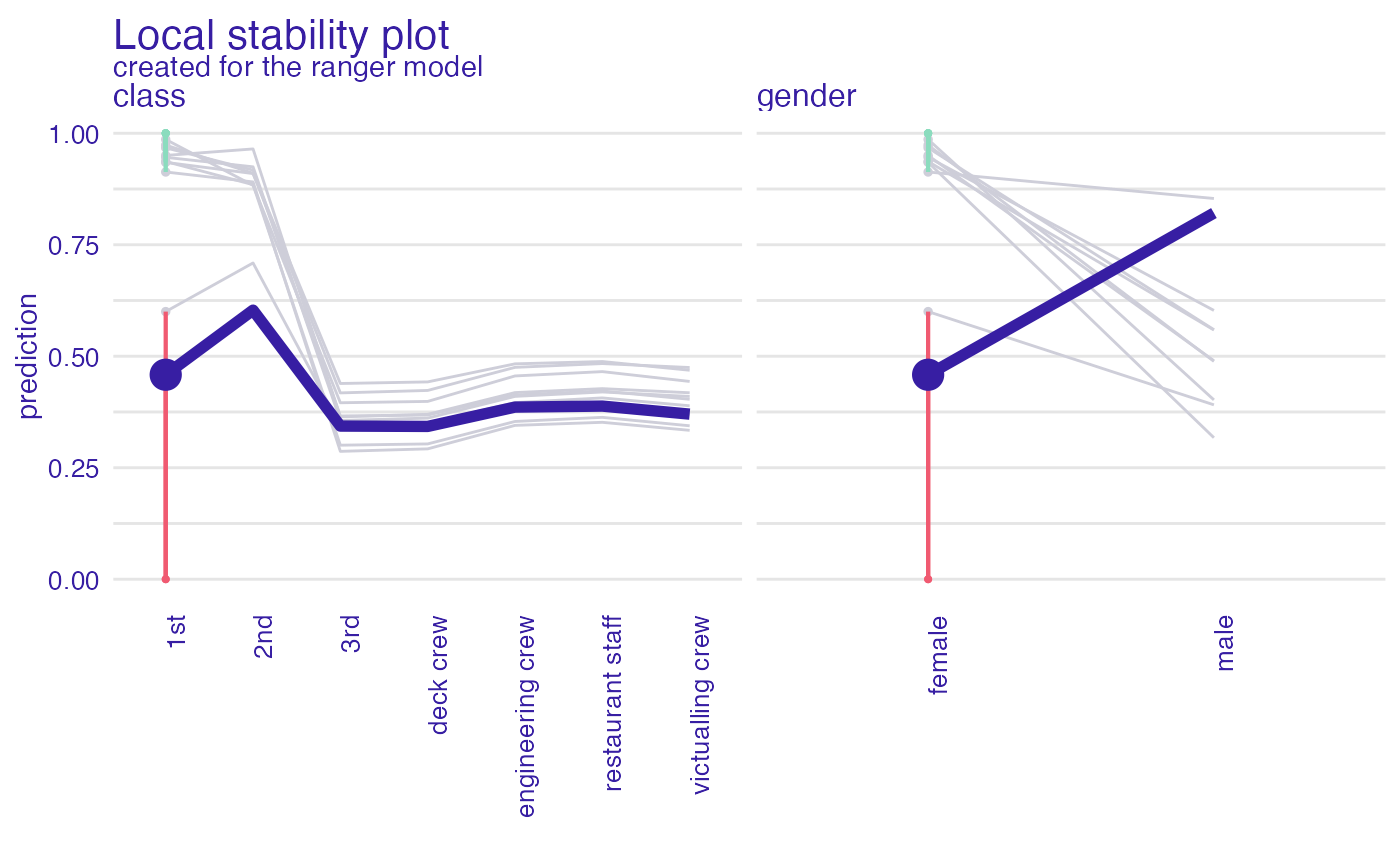 Local stability plot
created for the ranger model
class
gender
prediction
1.00
0.75
0.50
0.25
0.00
1st
2nd
3rd
deck crew
engineering crew
restaurant staff
victualling crew
female
male